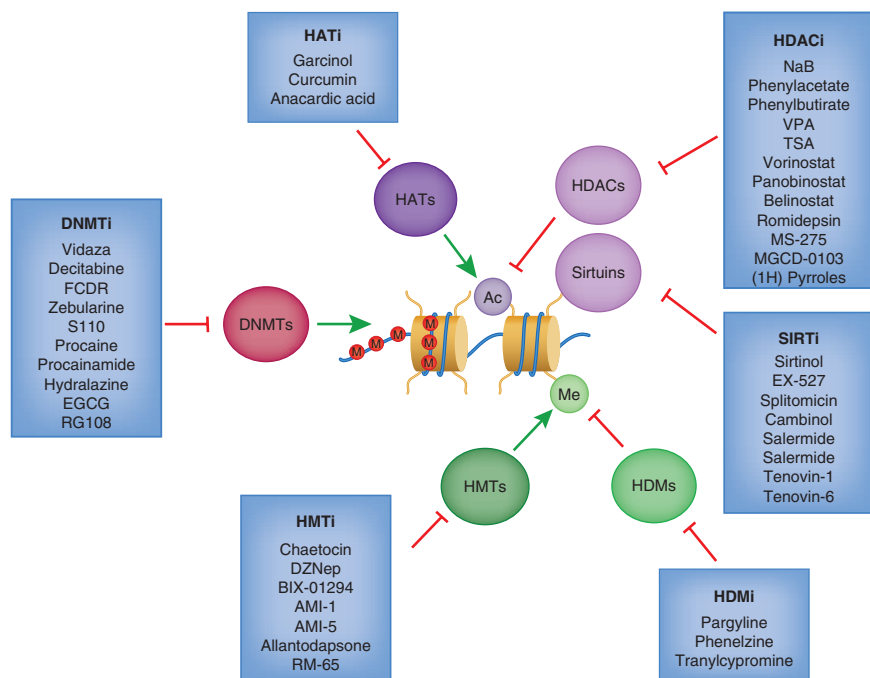 HATi
Garcinol
Curcumin
Anacardic acid
HDACi
NaB
Phenylacetate
Phenylbutirate
VPA
TSA
Vorinostat
Panobinostat
Belinostat
Romidepsin
MS-275
MGCD-0103
(1H) Pyrroles
HATs
HDACs
Sirtuins
DNMTi
Vidaza
Decitabine
FCDR
Zebularine
S110
Procaine
Procainamide
Hydralazine
EGCG
RG108
DNMTs
Ac
M
M
M
M
M
M
Me
SIRTi
Sirtinol
EX-527
Splitomicin
Cambinol
Salermide
Salermide
Tenovin-1
Tenovin-6
HMTs
HDMs
HMTi
Chaetocin
DZNep
BIX-01294
AMI-1
AMI-5
Allantodapsone
RM-65
HDMi
Pargyline
Phenelzine
Tranylcypromine